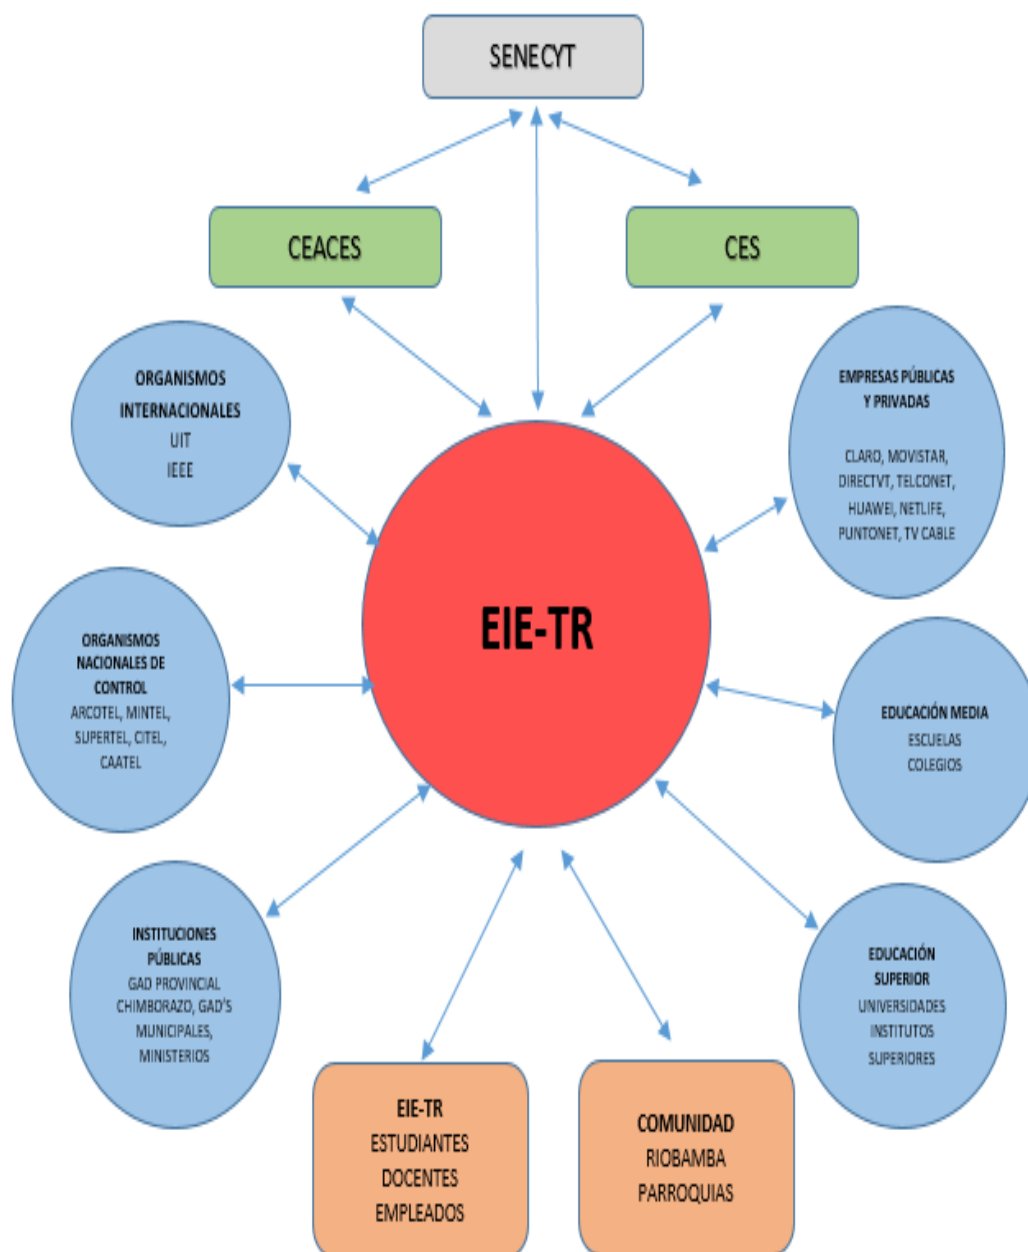 SENECYT
CEACES
CES
ORGANISMOS
INTERNACIONALES
UIT
IEEE
EMPRESAS PÚBLICAS
Y PRIVADAS
CLARO, MOVISTAR,
DIRECTVT, TELCONET,
HUAWEI, NETLIFE,
PUNTONET, TV CABLE
EIE-TR
ORGANISMOS
NACIONALES DE
CONTROL
ARCOTEL, MINTEL,
SUPERTEL, CITEL,
CAATEL
EDUCACIÓN MEDIA
ESCUELAS
COLEGIOS
INSTITUCIONES
PÚBLICAS
GAD PROVINCIAL
CHIMBORAZO, GAD'S
MUNICIPALES,
MINISTERIOS
EDUCACIÓN
SUPERIOR
UNIVERSIDADES
INSTITUTOS
SUPERIORES
EIE-TR
ESTUDIANTES
DOCENTES
EMPLEADOS
COMUNIDAD
RIOBAMBA
PARROQUIAS